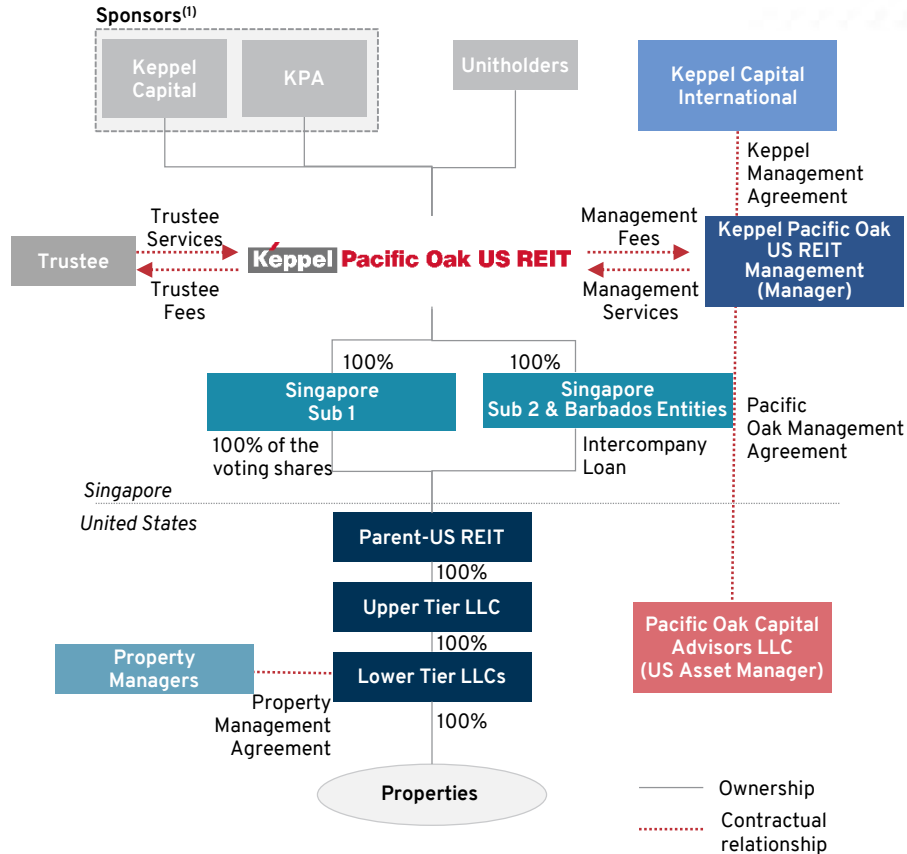 Sponsors(1)
Keppel
Capital
KPA
Unitholders
Keppel Capital
International
Keppel
Management
Agreement
Trustee
Services
Management
Fees
Trustee
Keppel Pacific Oak US REIT
Keppel Pacific Oak
US REIT
Management
(Manager)
Trustee
Fees
Management
Services
100%
100%
Singapore
Sub 1
Singapore
Sub 2 & Barbados Entities
Pacific
Oak Management
Agreement
100% of the
voting shares
Intercompany
Loan
Singapore
United States
Parent-US REIT
100%
Upper Tier LLC
100%
Pacific Oak Capital
Advisors LLC
(US Asset Manager)
Property
Managers
Lower Tier LLCs
Property
Management
Agreement
100%
Properties
Ownership
Contractual
relationship